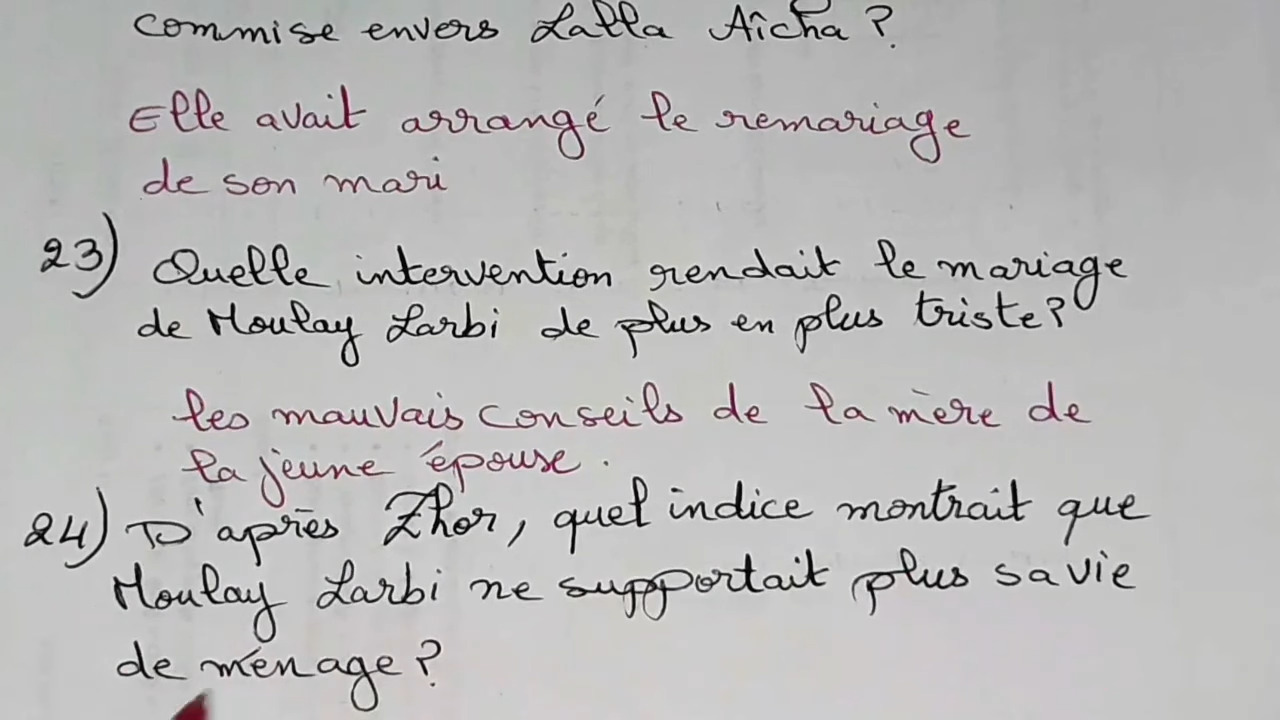 commise envers Lalla Aîcha ?
Elle avait arrangé le remariage
de son mari
23) Quelle intervention rendait le mariage
de Moulay Larbi de plus en plus triste ?
les mauvais conseils de la mère de
la jeune épouse.
24) D'après Zhor, quel indice montrait que
Moulay Larbi ne supportait plus sa vie
de ménage ?